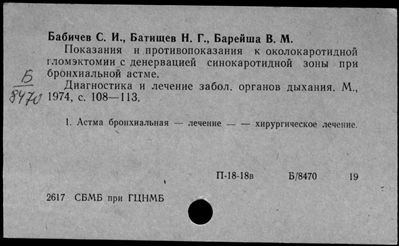 Бабичев С. И., Батищев Н. Г., Барейша В. М.
Показания и противопоказания к околокаротидной
гломэктомии с денервацией синокаротидной зоны при
бронхиальной астме.
Б
8470
Диагностика и лечение забол. органов дыхания. М.,
1974, с. 108—113.
1. Астма бронхиальная — лечение — — хирургическое лечение.
П-18-18в Б/8470 19
2617 СБМБ при ГЦНМБ